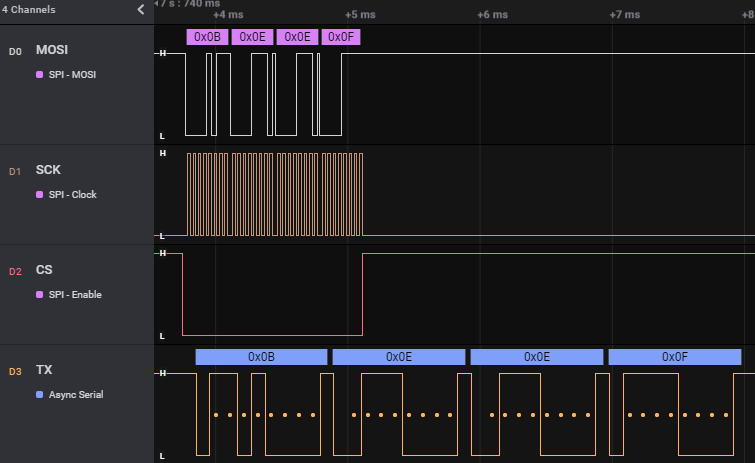 4 Channels
7 s : 740 ms
+4 ms +5 ms +6 ms +7 ms +8
D0 MOSI
SPI - MOSI
H
L
0x0B 0x0E 0x0E 0x0F
D1 SCK
SPI - Clock
H
L
D2 CS
SPI - Enable
H
L
D3 TX
Async Serial
H
L
0x0B 0x0E 0x0E 0x0F